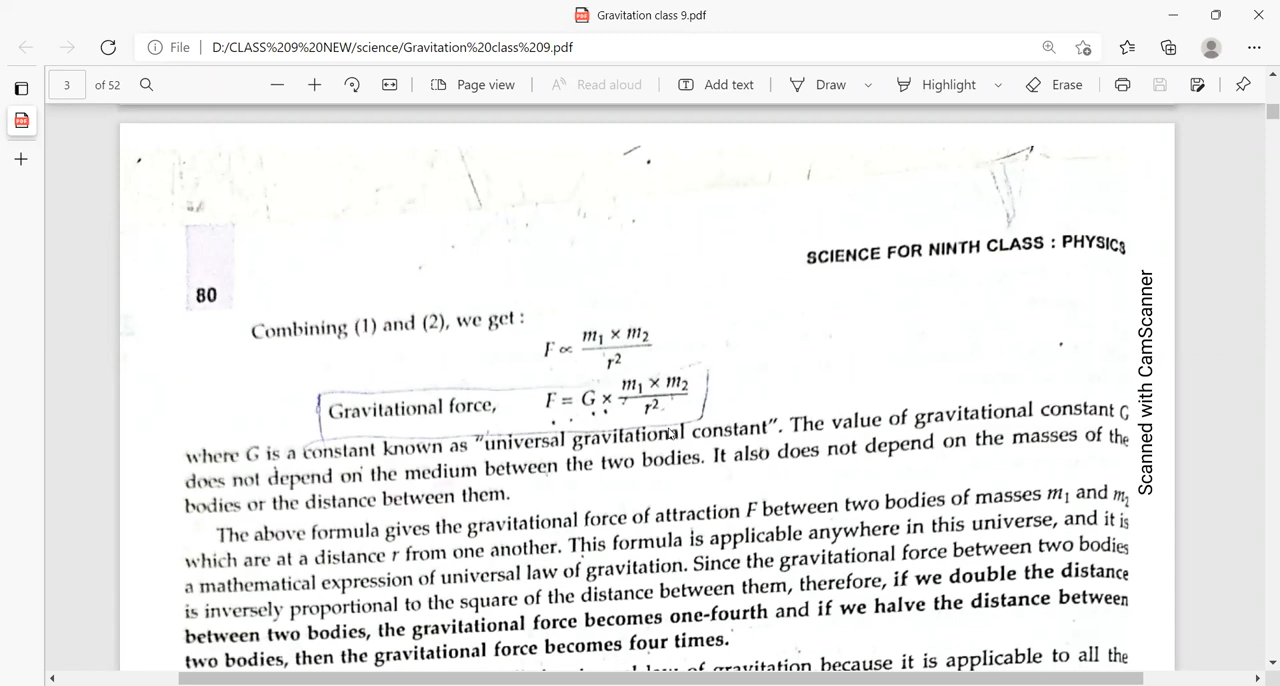 Gravitation class 9.pdf
File | D:/CLASS%209%20NEW/science/Gravitation%20class%209.pdf
3 of 52 Page view Read aloud Add text Draw Highlight Erase
SCIENCE FOR NINTH CLASS : PHYSICS
80
Combining (1) and (2), we get :
F ∝ m₁ × m₂ / r²
Gravitational force, F = G × m₁ × m₂ / r²
where G is a constant known as "universal gravitational constant". The value of gravitational constant G
does not depend on the medium between the two bodies. It also does not depend on the masses of the
bodies or the distance between them.
The above formula gives the gravitational force of attraction F between two bodies of masses m₁ and m₂
which are at a distance r from one another. This formula is applicable anywhere in this universe, and it is
a mathematical expression of universal law of gravitation. Since the gravitational force between two bodies
is inversely proportional to the square of the distance between them, therefore, if we double the distance
between two bodies, the gravitational force becomes one-fourth and if we halve the distance between
two bodies, then the gravitational force becomes four times.
of gravitation because it is applicable to all the
Scanned with CamScanner